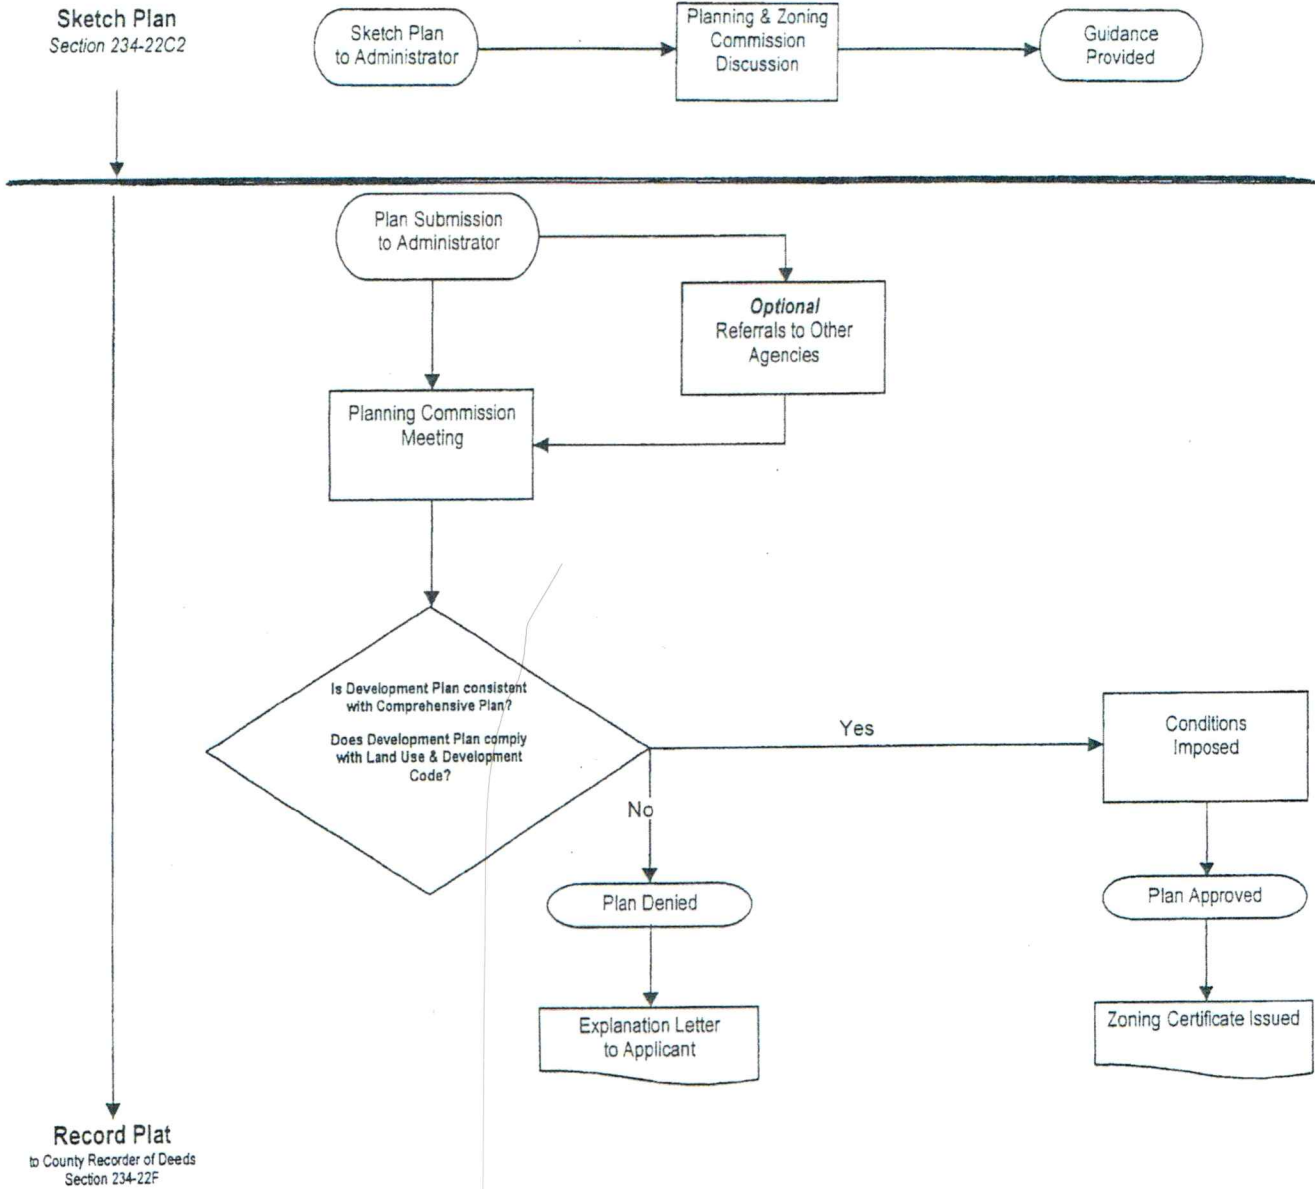 Sketch Plan
Section 234-22C2
Sketch Plan
to Administrator
Planning & Zoning
Commission
Discussion
Guidance
Provided
Plan Submission
to Administrator
Optional
Referrals to Other
Agencies
Planning Commission
Meeting
Is Development Plan consistent
with Comprehensive Plan?
Does Development Plan comply
with Land Use & Development
Code?
Yes
No
Conditions
Imposed
Plan Denied
Plan Approved
Explanation Letter
to Applicant
Zoning Certificate Issued
Record Plat
to County Recorder of Deeds
Section 234-22F